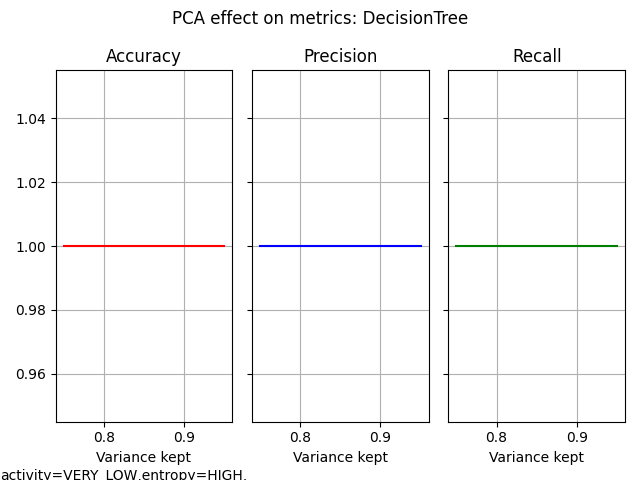 PCA effect on metrics: DecisionTree
Accuracy Precision Recall
1.04
1.02
1.00
0.98
0.96
0.8 0.9 0.8 0.9 0.8 0.9
Variance kept Variance kept Variance kept
activity=VERY_LOW,entropy=HIGH,